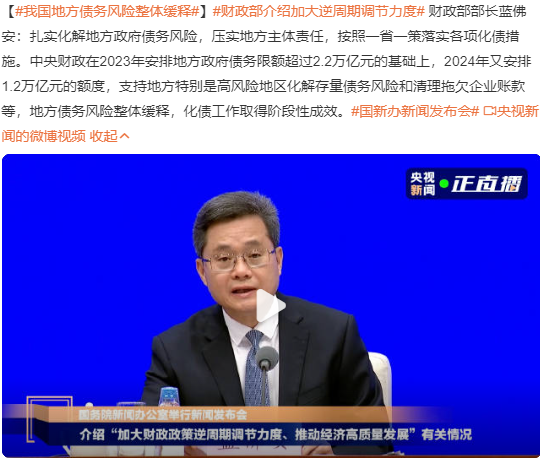 【#我国地方债务风险整体缓释#】#财政部介绍加大逆周期调节力度# 财政部部长蓝佛
安：扎实化解地方政府债务风险，压实地方主体责任，按照一省一策落实各项化债措
施。中央财政在2023年安排地方政府债务限额超过2.2万亿元的基础上，2024年又安排
1.2万亿元的额度，支持地方特别是高风险地区化解存量债务风险和清理拖欠企业账款
等，地方债务风险整体缓释，化债工作取得阶段性成效。#国新办新闻发布会# 央视新
闻的微博视频 收起
央视新闻 正直播
国务院新闻办公室举行新闻发布会
介绍“加大财政政策逆周期调节力度、推动经济高质量发展”有关情况